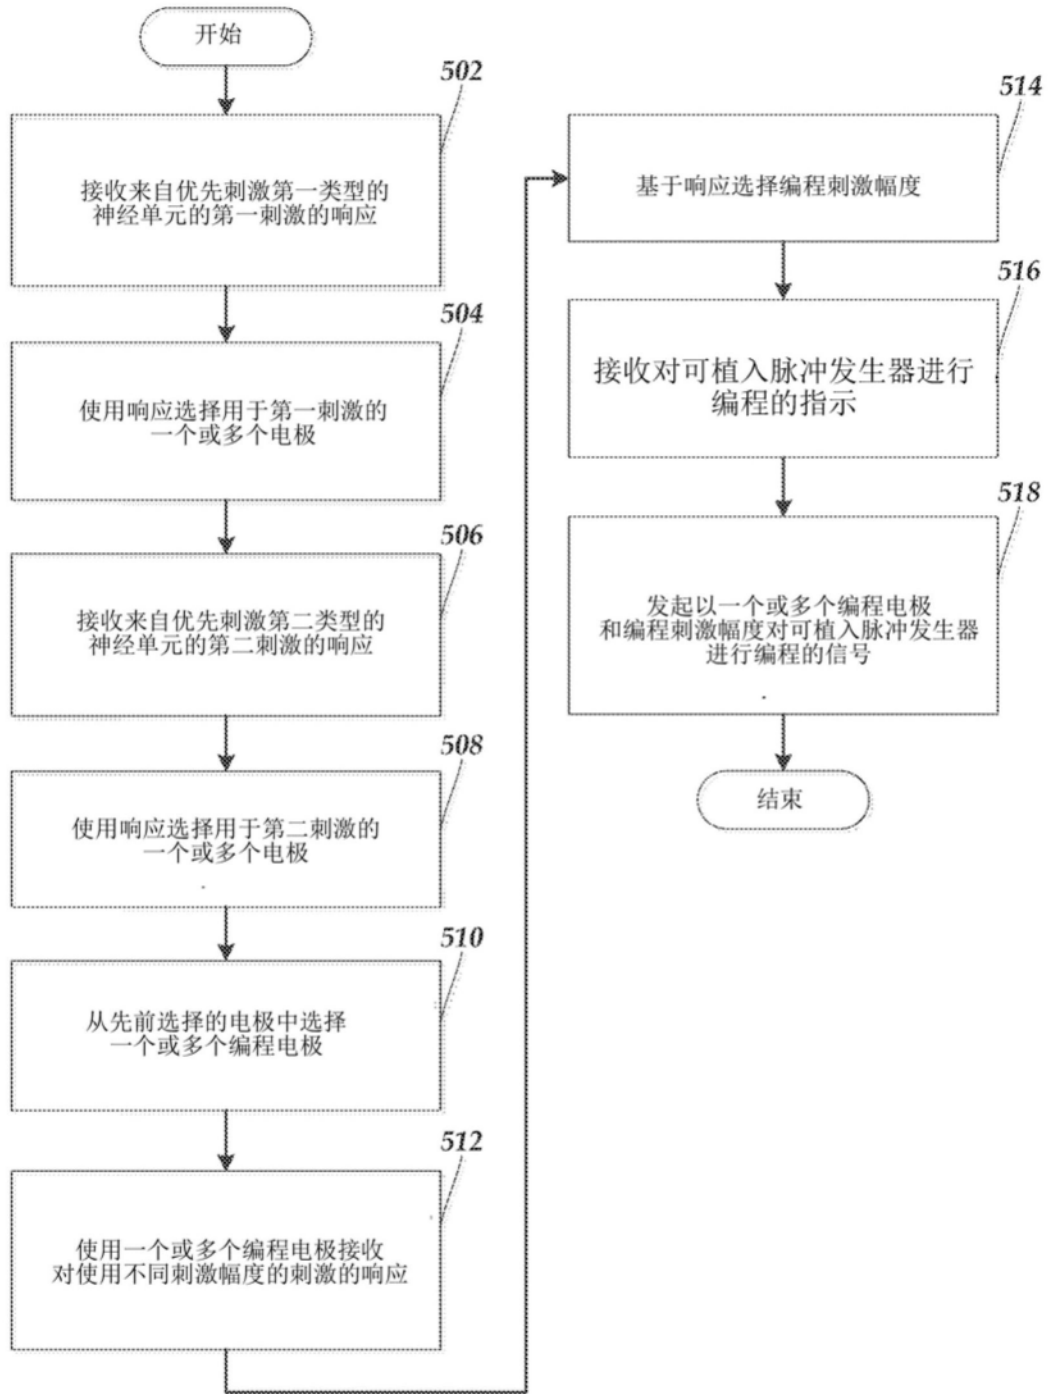 开始
502
接收来自优先刺激第一类型的
神经单元的第一刺激的响应
504
使用响应选择用于第一刺激的
一个或多个电极
506
接收来自优先刺激第二类型的
神经单元的第二刺激的响应
508
使用响应选择用于第二刺激的
一个或多个电极
510
从先前选择的电极中选择
一个或多个编程电极
512
使用一个或多个编程电极接收
对使用不同刺激幅度的刺激的响应
514
基于响应选择编程刺激幅度
516
接收对可植入脉冲发生器进行
编程的指示
518
发起以一个或多个编程电极
和编程刺激幅度对可植入脉冲发生器
进行编程的信号
结束